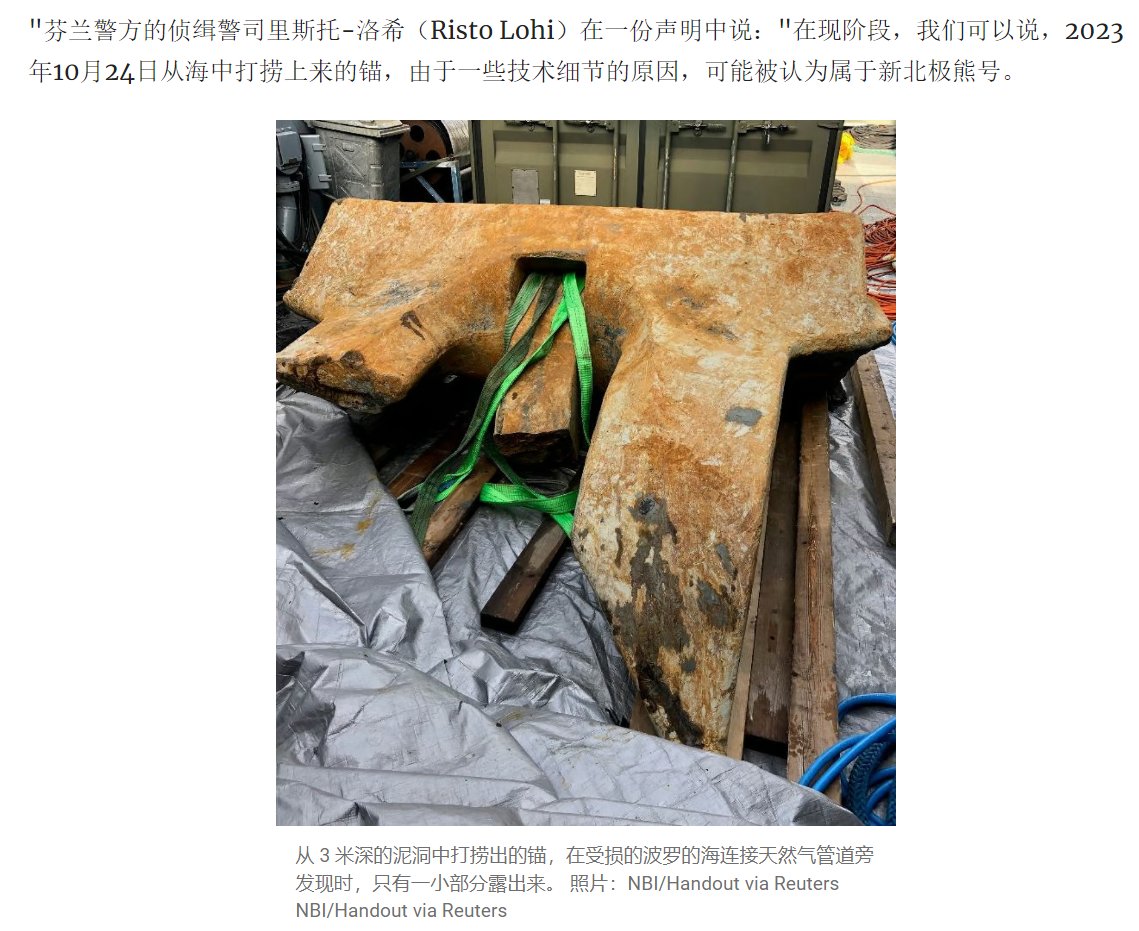 "芬兰警方的侦缉警司里斯托-洛希（Risto Lohi）在一份声明中说："在现阶段，我们可以说，2023
年10月24日从海中打捞上来的锚，由于一些技术细节的原因，可能被认为属于新北极熊号。
从 3 米深的泥洞中打捞出的锚，在受损的波罗的海连接天然气管道旁
发现时，只有一小部分露出来。 照片：NBI/Handout via Reuters
NBI/Handout via Reuters